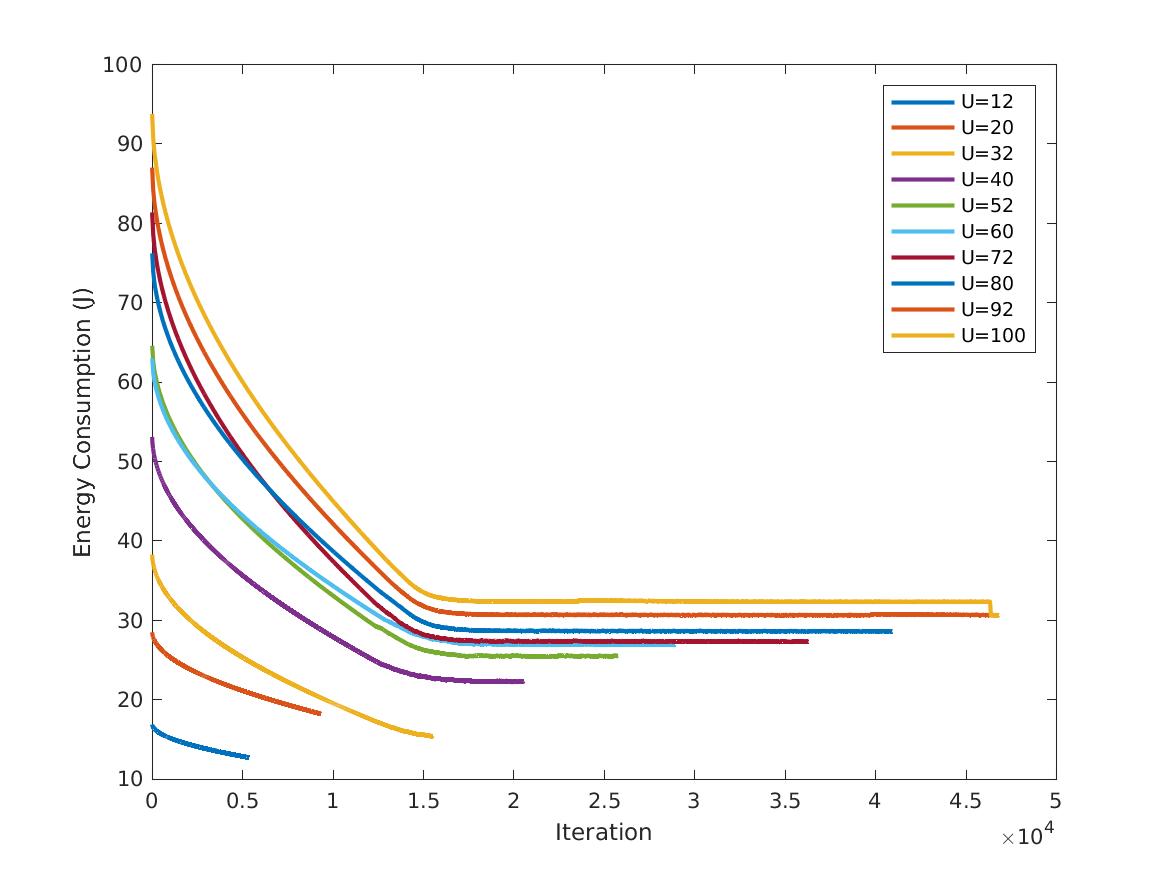 100
90
80
70
60
50
40
30
20
10
Energy Consumption (J)
U=12
U=20
U=32
U=40
U=52
U=60
U=72
U=80
U=92
U=100
0 0.5 1 1.5 2 2.5 3 3.5 4 4.5 5
Iteration
×10⁴